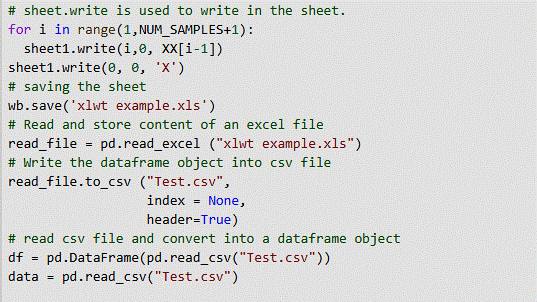 # sheet.write is used to write in the sheet.
for i in range(1,NUM_SAMPLES+1):
  sheet1.write(i,0, XX[i-1])
sheet1.write(0, 0, 'X')
# saving the sheet
wb.save('xlwt example.xls')
# Read and store content of an excel file
read_file = pd.read_excel ("xlwt example.xls")
# Write the dataframe object into csv file
read_file.to_csv ("Test.csv",
                  index = None,
                  header=True)
# read csv file and convert into a dataframe object
df = pd.DataFrame(pd.read_csv("Test.csv"))
data = pd.read_csv("Test.csv")